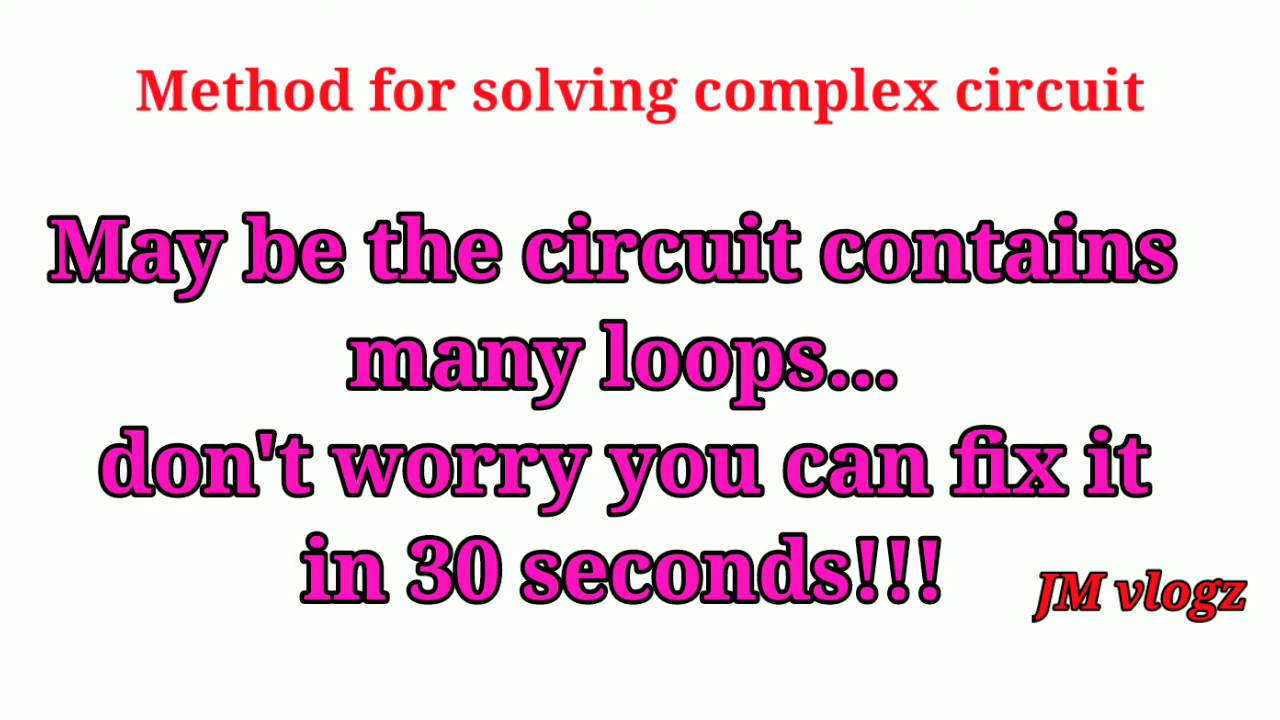 Method for solving complex circuit
May be the circuit contains
many loops...
don't worry you can fix it
in 30 seconds!!!
JM vlogz